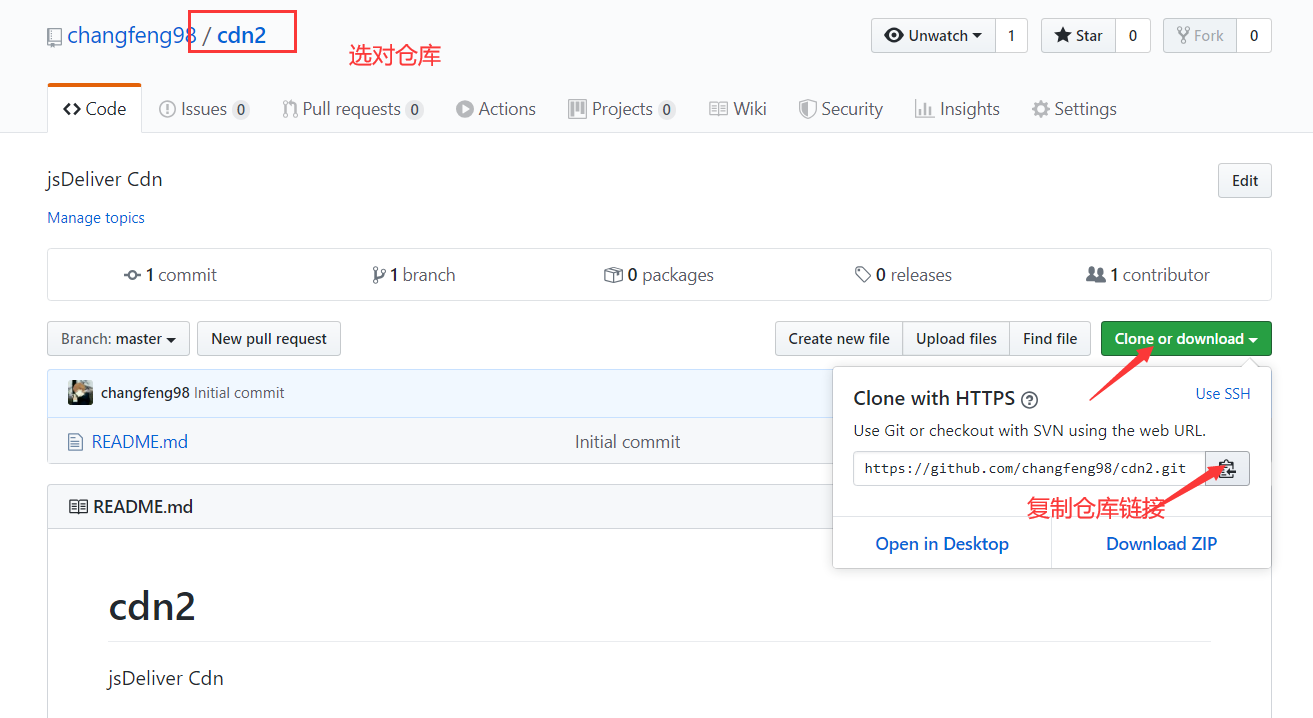 changfeng98 / cdn2
选对仓库
Unwatch 1 Star 0 Fork 0
Code Issues 0 Pull requests 0 Actions Projects 0 Wiki Security Insights Settings
jsDeliver Cdn
Edit
Manage topics
1 commit 1 branch 0 packages 0 releases 1 contributor
Branch: master New pull request Create new file Upload files Find file Clone or download
changfeng98 Initial commit
README.md Initial commit
Clone with HTTPS ? Use SSH
Use Git or checkout with SVN using the web URL.
https://github.com/changfeng98/cdn2.git
复制仓库链接
Open in Desktop Download ZIP
README.md
cdn2
jsDeliver Cdn